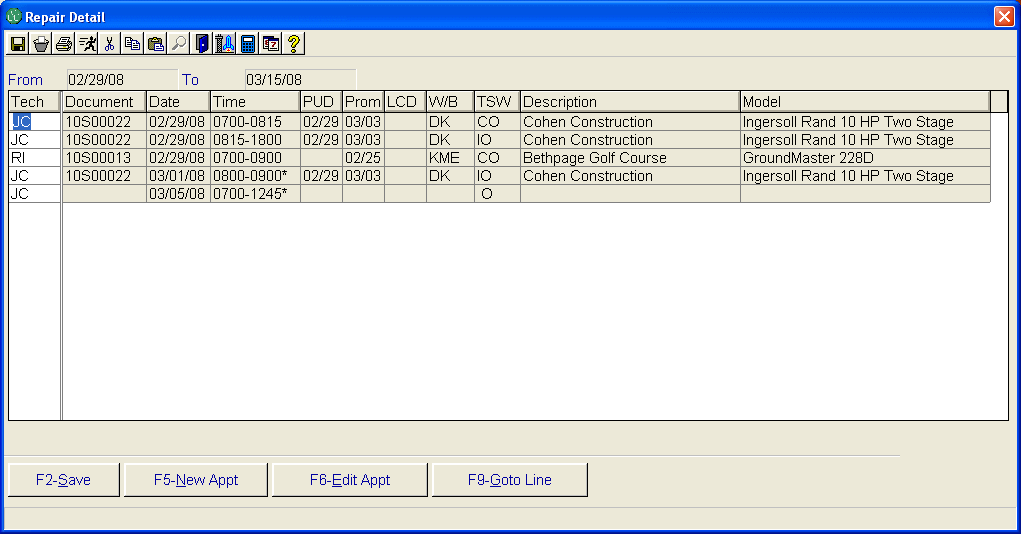 Repair Detail
From 02/29/08 To 03/15/08
Tech Document Date Time PUD Prom LCD W/B TSW Description Model
JC 10S00022 02/29/08 0700-0815 02/29 03/03 DK CO Cohen Construction Ingersoll Rand 10 HP Two Stage
JC 10S00022 02/29/08 0815-1800 02/29 03/03 DK IO Cohen Construction Ingersoll Rand 10 HP Two Stage
RI 10S00013 02/29/08 0700-0900 02/25 KME CO Bethpage Golf Course GroundMaster 228D
JC 10S00022 03/01/08 0800-0900* 02/29 03/03 DK IO Cohen Construction Ingersoll Rand 10 HP Two Stage
JC 03/05/08 0700-1245* O
F2-Save F5-New Appt F6-Edit Appt F9-Goto Line